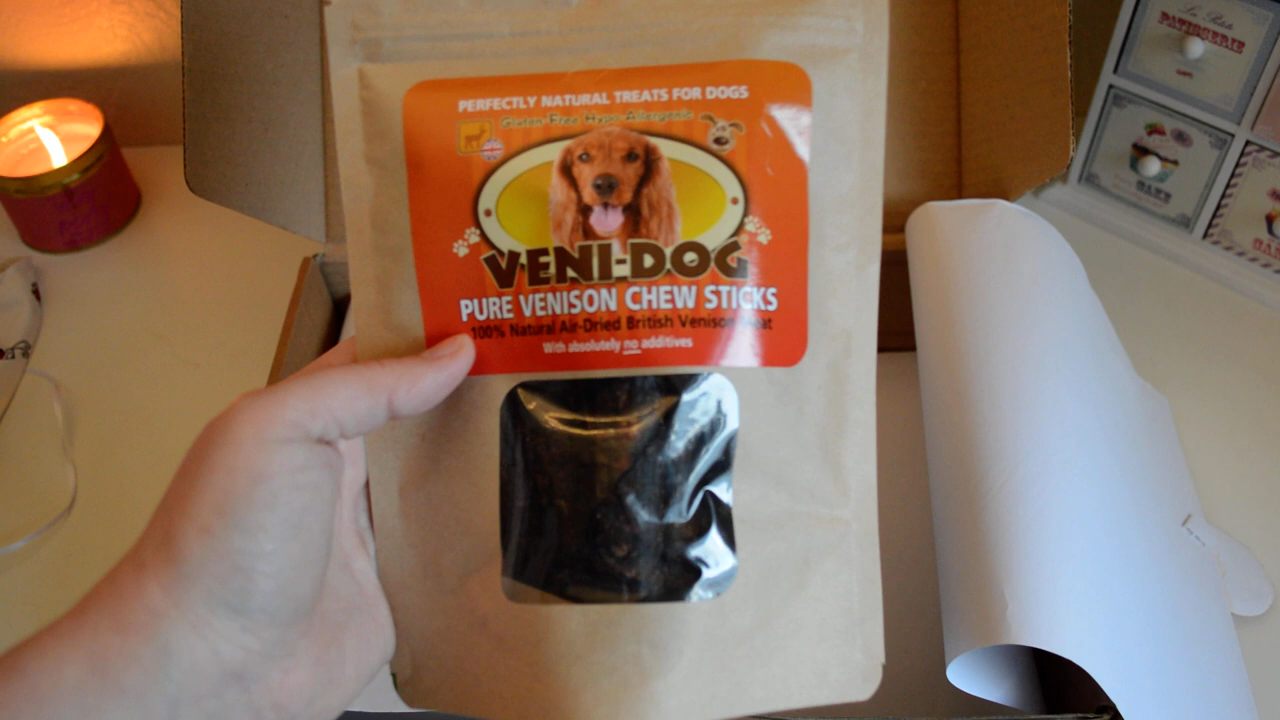 PERFECTLY NATURAL TREATS FOR DOGS
Gluten-Free Hypo-Allergenic
VENI-DOG
PURE VENISON CHEW STICKS
100% Natural Air-Dried British Venison
With absolutely no additives
PATISSERIE